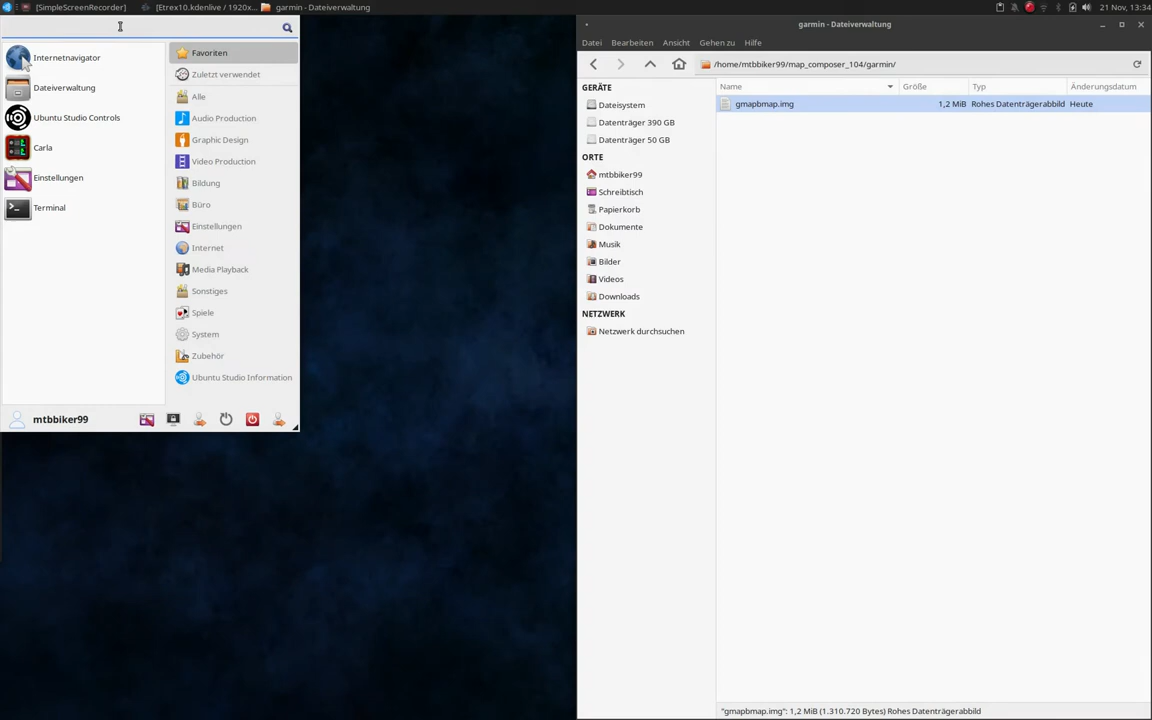 [SimpleScreenRecorder]
[Etrex10.kdenlive / 1920x...
garmin - Dateiverwaltung
21 Nov, 13:34
Internetnavigator
Dateiverwaltung
Ubuntu Studio Controls
Carla
Einstellungen
Terminal
Favoriten
Zuletzt verwendet
Alle
Audio Production
Graphic Design
Video Production
Bildung
Büro
Einstellungen
Internet
Media Playback
Sonstiges
Spiele
System
Zubehör
Ubuntu Studio Information
mtbbiker99
garmin - Dateiverwaltung
Datei Bearbeiten Ansicht Gehen zu Hilfe
/home/mtbbiker99/map_composer_104/garmin/
GERÄTE
Dateisystem
Datenträger 390 GB
Datenträger 50 GB
ORTE
mtbbiker99
Schreibtisch
Papierkorb
Dokumente
Musik
Bilder
Videos
Downloads
NETZWERK
Netzwerk durchsuchen
Name Größe Typ Änderungsdatum
gmapbmap.img 1,2 MiB Rohes Datenträgerabbild Heute
"gmapbmap.img": 1,2 MiB (1.310.720 Bytes) Rohes Datenträgerabbild